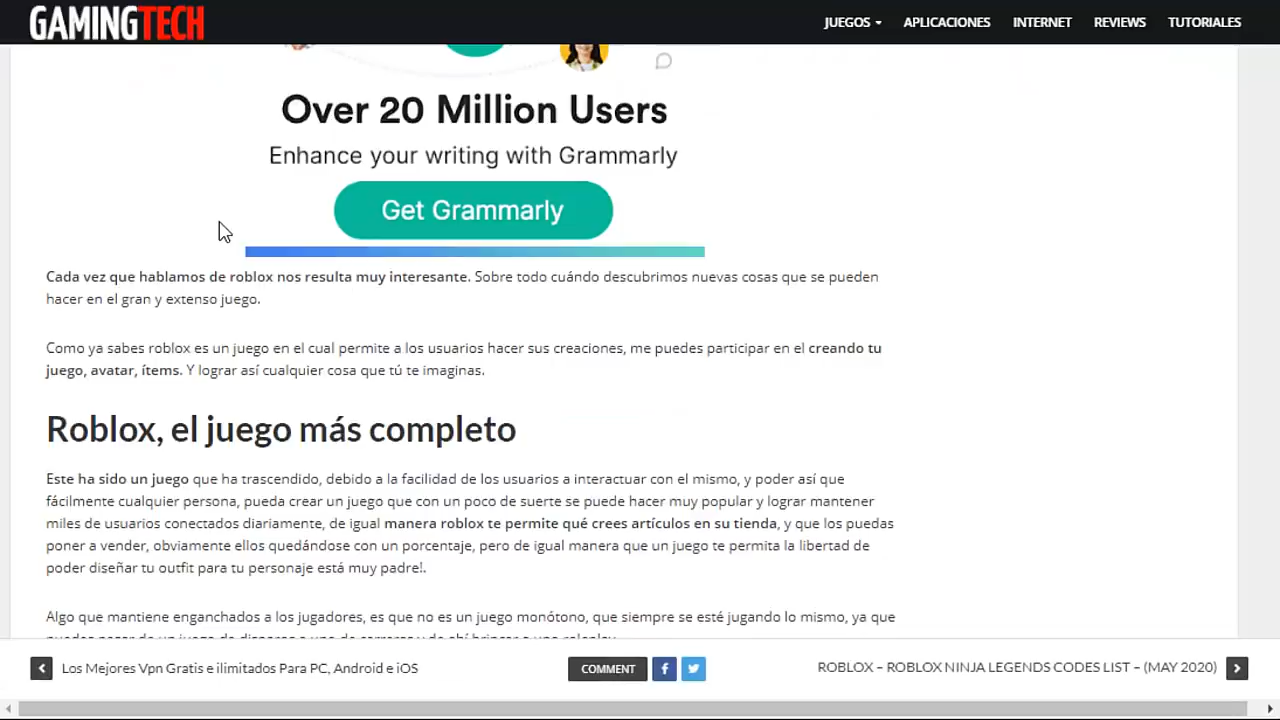 GAMINGTECH
JUEGOS APLICACIONES INTERNET REVIEWS TUTORIALES
Over 20 Million Users
Enhance your writing with Grammarly
Get Grammarly
Cada vez que hablamos de roblox nos resulta muy interesante. Sobre todo cuándo descubrimos nuevas cosas que se pueden
hacer en el gran y extenso juego.
Como ya sabes roblox es un juego en el cual permite a los usuarios hacer sus creaciones, me puedes participar en el creando tu
juego, avatar, ítems. Y lograr así cualquier cosa que tú te imaginas.
Roblox, el juego más completo
Este ha sido un juego que ha trascendido, debido a la facilidad de los usuarios a interactuar con el mismo, y poder así que
fácilmente cualquier persona, pueda crear un juego que con un poco de suerte se puede hacer muy popular y lograr mantener
miles de usuarios conectados diariamente, de igual manera roblox te permite qué crees artículos en su tienda, y que los puedas
poner a vender, obviamente ellos quedándose con un porcentaje, pero de igual manera que un juego te permita la libertad de
poder diseñar tu outfit para tu personaje está muy padre!.
Algo que mantiene enganchados a los jugadores, es que no es un juego monótono, que siempre se esté jugando lo mismo, ya que
Los Mejores Vpn Gratis e ilimitados Para PC, Android e iOS
COMMENT
ROBLOX – ROBLOX NINJA LEGENDS CODES LIST – (MAY 2020)